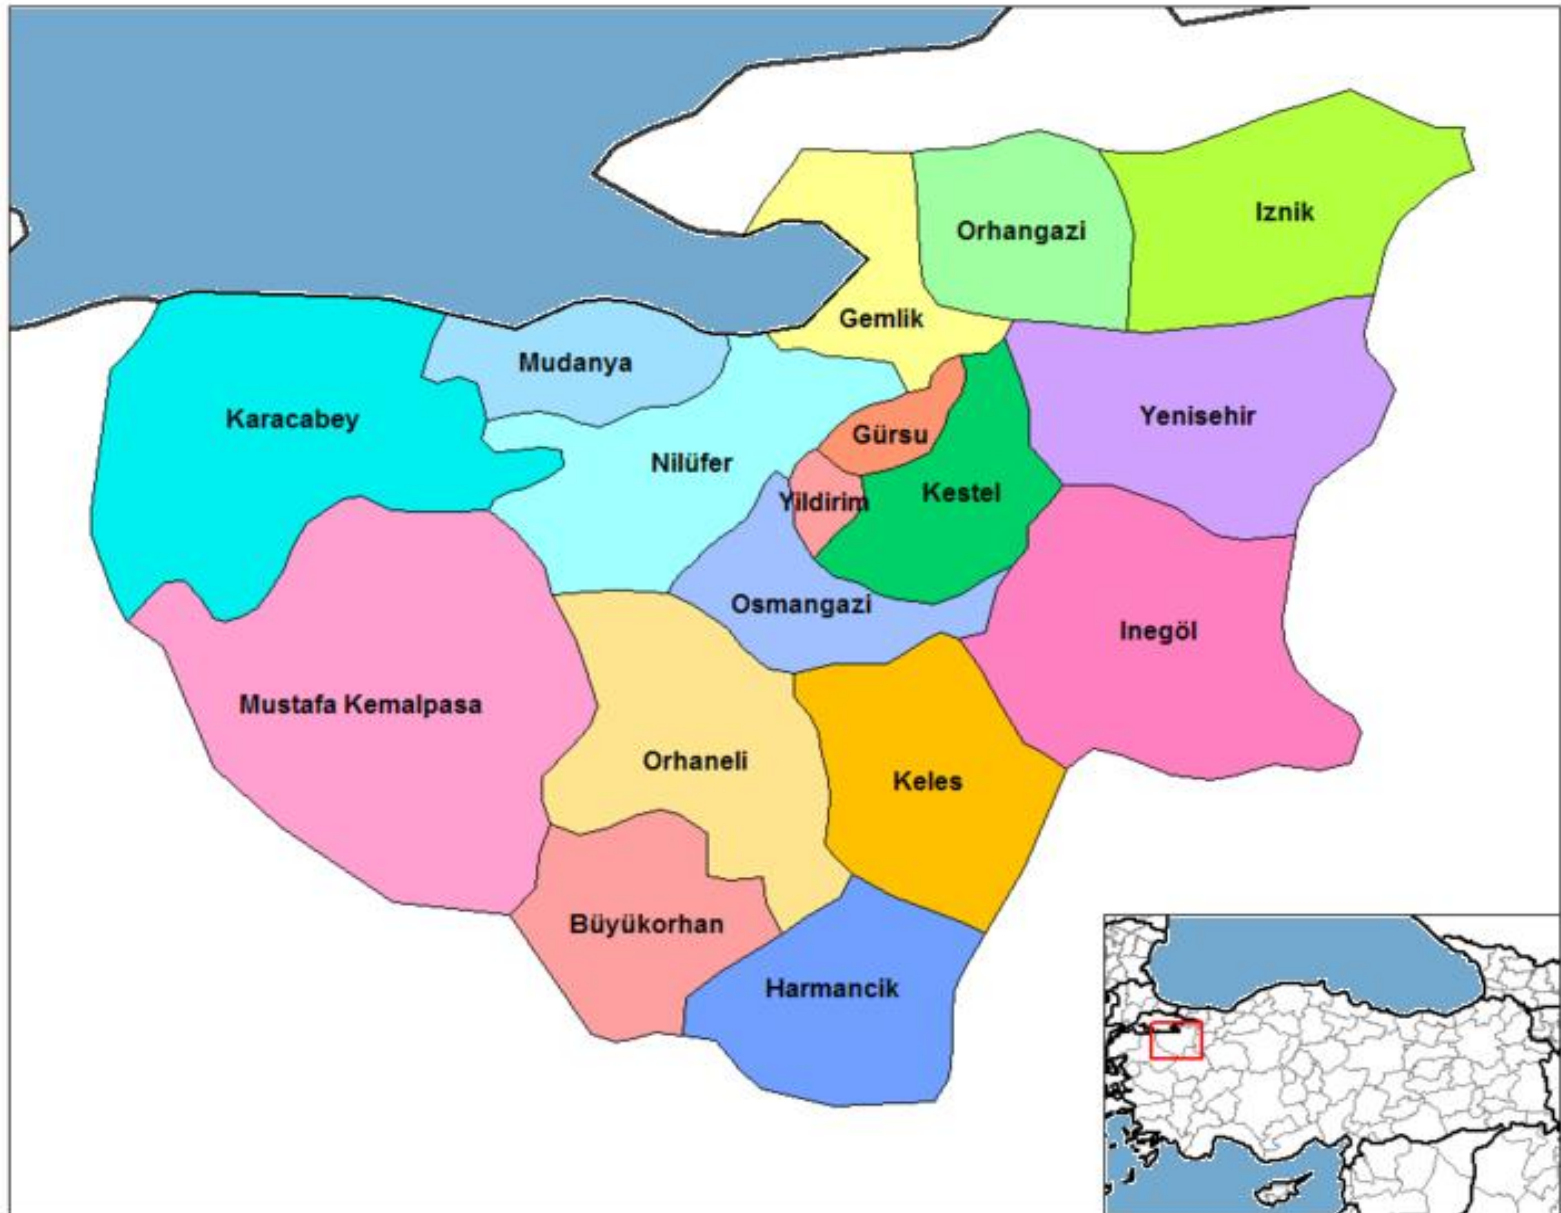 Iznik
Orhangazi
Gemlik
Mudanya
Karacabey
Yenisehir
Gürsu
Nilüfer
Kestel
Yildirim
Osmangazi
Inegöl
Mustafa Kemalpasa
Orhaneli
Keles
Büyükorhan
Harmancik